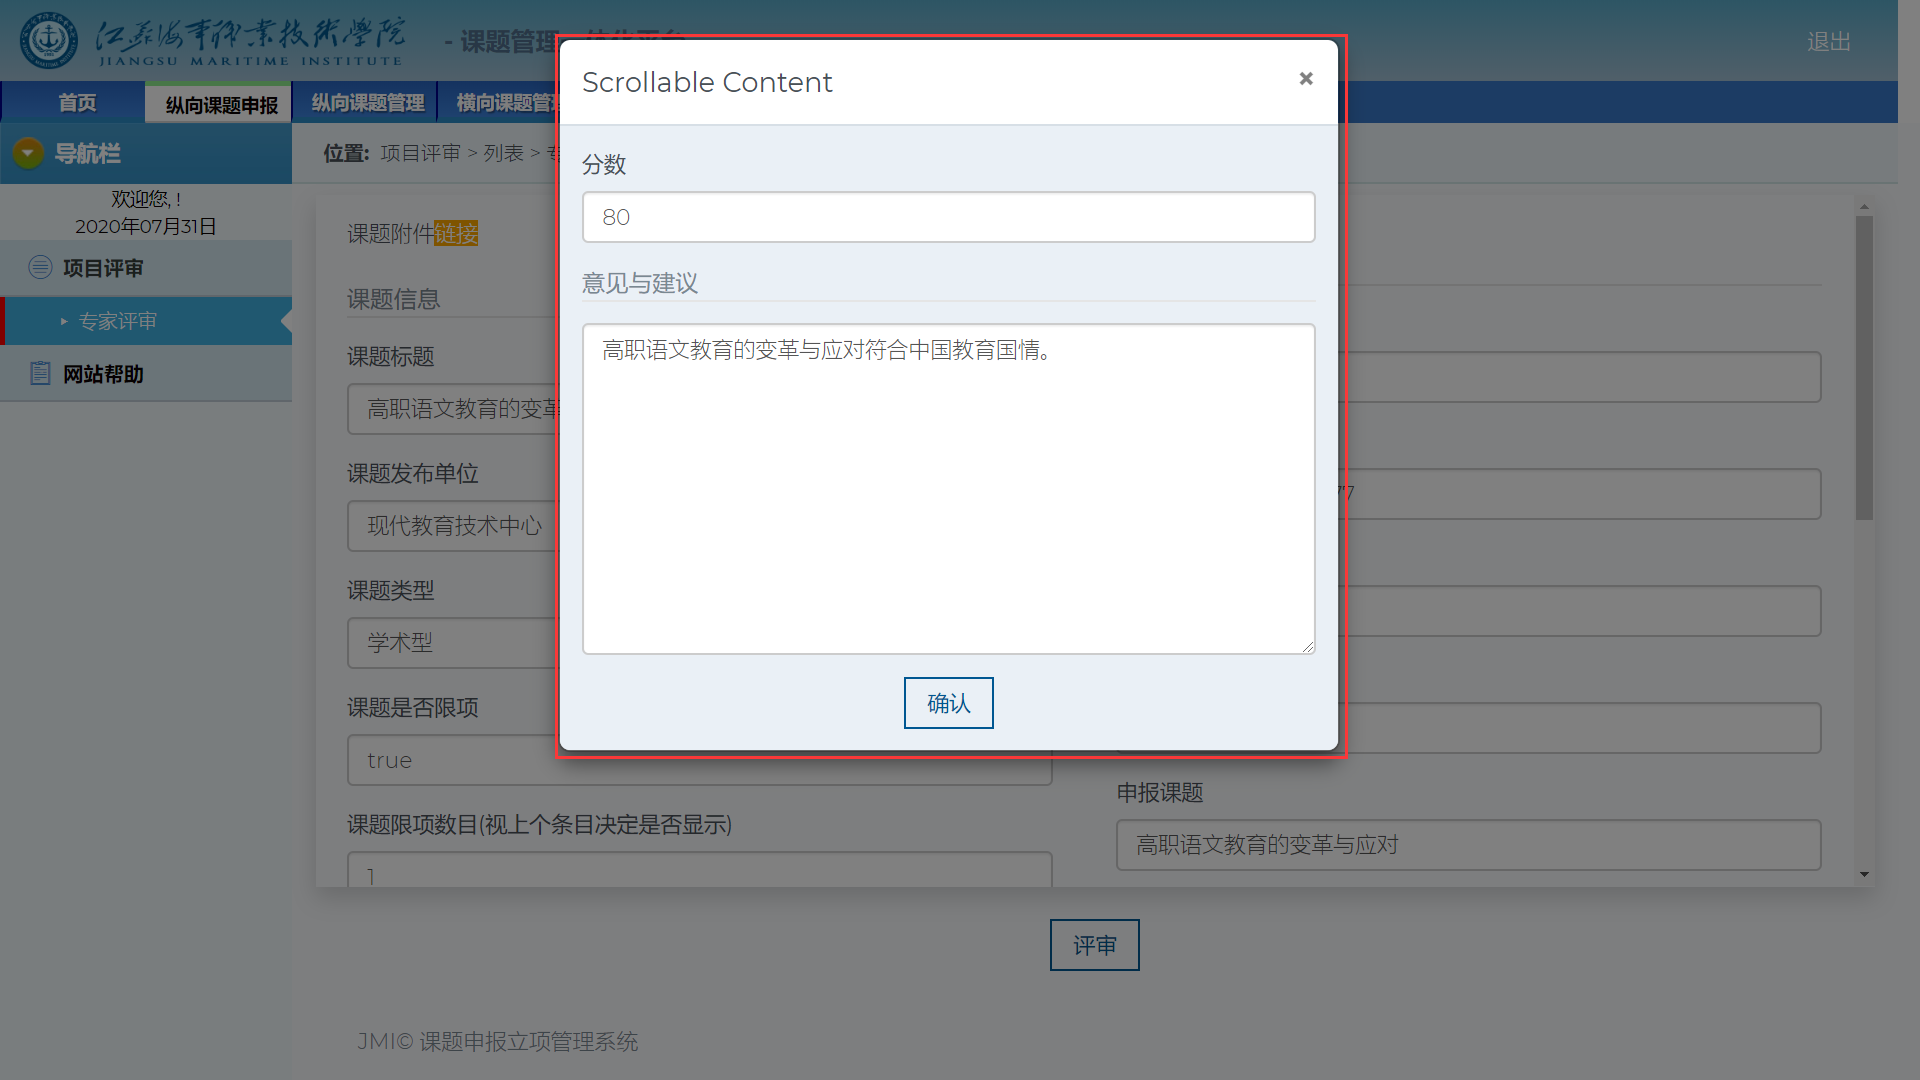 江苏海事职业技术学院
JIANGSU MARITIME INSTITUTE
- 课题管理一体化平台
退出
首页
纵向课题申报
纵向课题管理
横向课题管理
导航栏
欢迎您, !
2020年07月31日
项目评审
专家评审
网站帮助
位置: 项目评审 > 列表 > 专
课题附件链接
课题信息
课题标题
高职语文教育的变革
课题发布单位
现代教育技术中心
课题类型
学术型
课题是否限项
true
课题限项数目(视上个条目决定是否显示)
1
Scrollable Content
×
分数
80
意见与建议
高职语文教育的变革与应对符合中国教育国情。
确认
77
申报课题
高职语文教育的变革与应对
评审
JMI© 课题申报立项管理系统